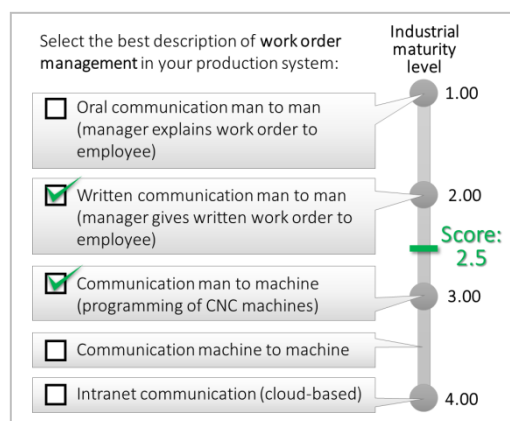 Select the best description of work order
management in your production system:
Industrial
maturity
level
Oral communication man to man
(manager explains work order to
employee)
1.00
Written communication man to man
(manager gives written work order to
employee)
2.00
Score:
2.5
Communication man to machine
(programming of CNC machines)
3.00
Communication machine to machine
Intranet communication (cloud-based)
4.00